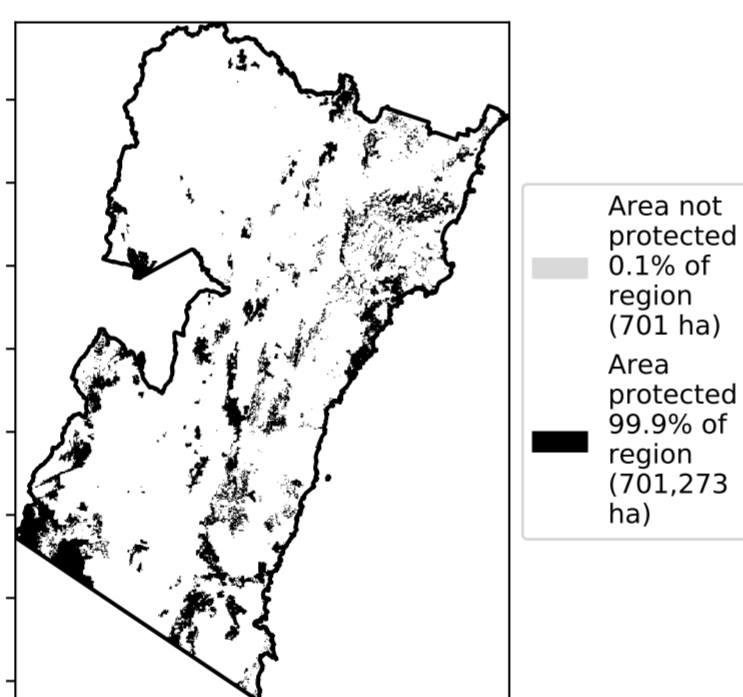 Area not
protected
0.1% of
region
(701 ha)
Area
protected
99.9% of
region
(701,273
ha)